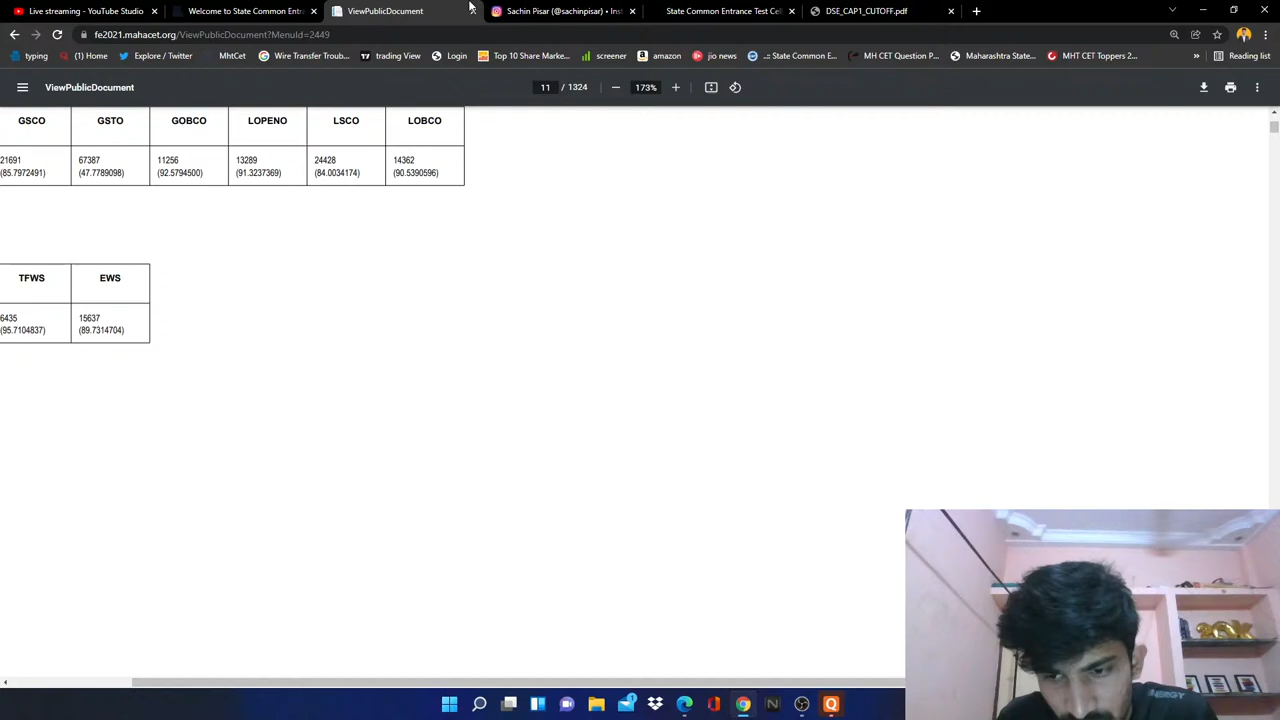 Live streaming - YouTube Studio
Welcome to State Common Entra
ViewPublicDocument
Sachin Pisar (@sachinpisar) • Inst
State Common Entrance Test Cell
DSE_CAP1_CUTOFF.pdf
fe2021.mahacet.org/ViewPublicDocument?MenuId=2449
typing
(1) Home
Explore / Twitter
MhtCet
Wire Transfer Troub...
trading View
Login
Top 10 Share Marke...
screener
amazon
jio news
..:: State Common E...
MH CET Question P...
Maharashtra State...
MHT CET Toppers 2...
»
Reading list
ViewPublicDocument
11 / 1324
173%
GSCO GSTO GOBCO LOPENO LSCO LOBCO
21691 67387 11256 13289 24428 14362
(85.7972491) (47.7789098) (92.5794500) (91.3237369) (84.0034174) (90.5390596)
TFWS EWS
6435 15637
(95.7104837) (89.7314704)